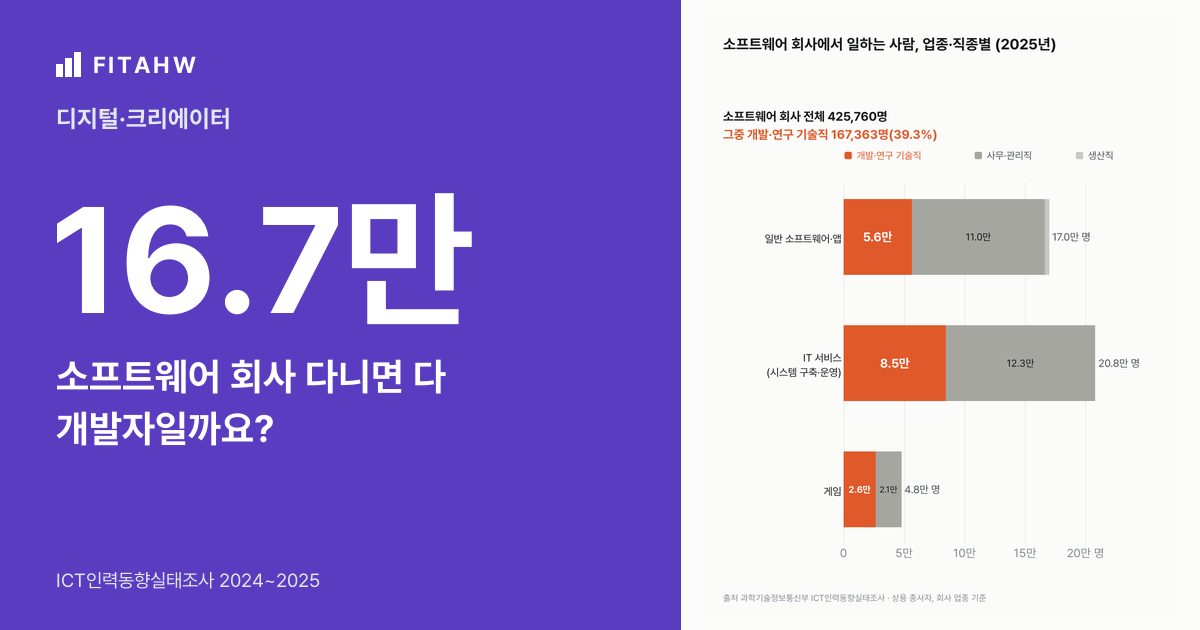 FITAHW
디지털·크리에이터
16.7만
소프트웨어 회사 다니면 다
개발자일까요?
ICT인력동향실태조사 2024~2025
소프트웨어 회사에서 일하는 사람, 업종·직종별 (2025년)
소프트웨어 회사 전체 425,760명
그중 개발·연구 기술직 167,363명(39.3%)
개발·연구 기술직 사무·관리직 생산직
일반 소프트웨어·앱 5.6만 11.0만 17.0만 명
IT 서비스
(시스템 구축·운영) 8.5만 12.3만 20.8만 명
게임 2.6만 2.1만 4.8만 명
0 5만 10만 15만 20만 명
출처 과학기술정보통신부 ICT인력동향실태조사 · 상용 종사자, 회사 업종 기준